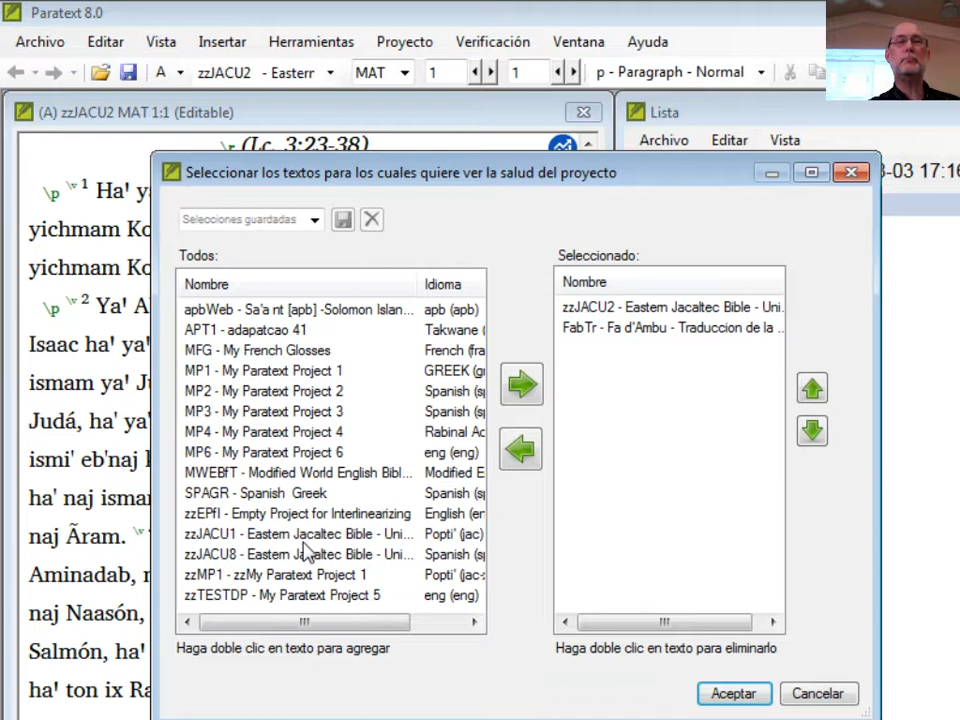 Paratext 8.0
Archivo Editar Vista Insertar Herramientas Proyecto Verificación Ventana Ayuda
A zzJACU2 - Easterr MAT 1 1 p - Paragraph - Normal
(A) zzJACU2 MAT 1:1 (Editable)
Lista
Archivo Editar Vista
\r (Lc. 3:23-38)
-03 17:16
\p \v 1 Ha' ya
yichmam Ko
yichmam Ko
\p \v 2 Ya' A
Isaac ha' ya'
ismam ya' Ju
Judá, ha' ya'
ismi' eb'naj
ha' naj ismar
naj Ãram. \v
Aminadab, n
naj Naasón,
Salmón, ha'
ha' ton ix Ra
Seleccionar los textos para los cuales quiere ver la salud del proyecto
Selecciones guardadas
Todos:
Nombre Idioma
apbWeb - Sa'a nt [apb] -Solomon Islan... apb (apb)
APT1 - adapatcao 41 Takwane (
MFG - My French Glosses French (fra
MP1 - My Paratext Project 1 GREEK (g
MP2 - My Paratext Project 2 Spanish (s
MP3 - My Paratext Project 3 Spanish (s
MP4 - My Paratext Project 4 Rabinal A
MP6 - My Paratext Project 6 eng (eng)
MWEBfT - Modified World English Bibl... Modified E
SPAGR - Spanish Greek Spanish (s
zzEPfI - Empty Project for Interlinearizing English (en
zzJACU1 - Eastern Jacaltec Bible - Uni... Popti' (jac)
zzJACU8 - Eastern Jacaltec Bible - Uni... Spanish (s
zzMP1 - zzMy Paratext Project 1 Popti' (jac-
zzTESTDP - My Paratext Project 5 eng (eng)
Haga doble clic en texto para agregar
Seleccionado:
Nombre
zzJACU2 - Eastern Jacaltec Bible - Uni.
FabTr - Fa d'Ambu - Traduccion de la ..
Haga doble clic en texto para eliminarlo
Aceptar Cancelar